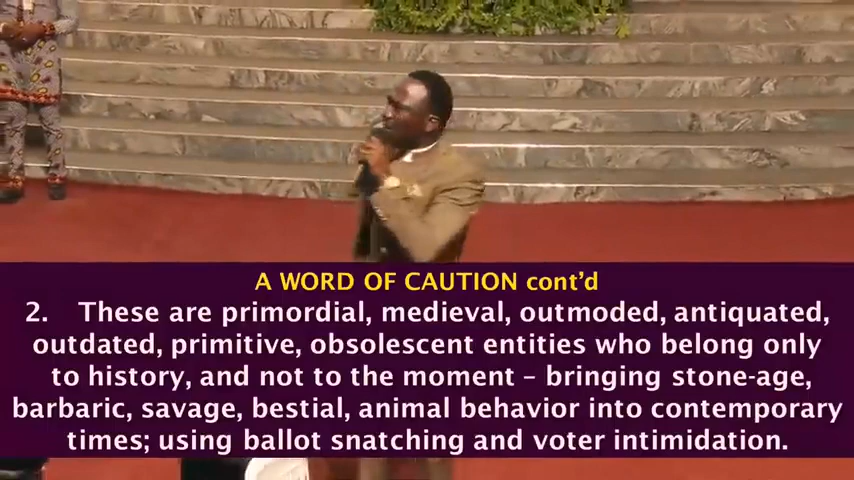 A WORD OF CAUTION cont'd
2. These are primordial, medieval, outmoded, antiquated,
outdated, primitive, obsolescent entities who belong only
to history, and not to the moment – bringing stone-age,
barbaric, savage, bestial, animal behavior into contemporary
times; using ballot snatching and voter intimidation.